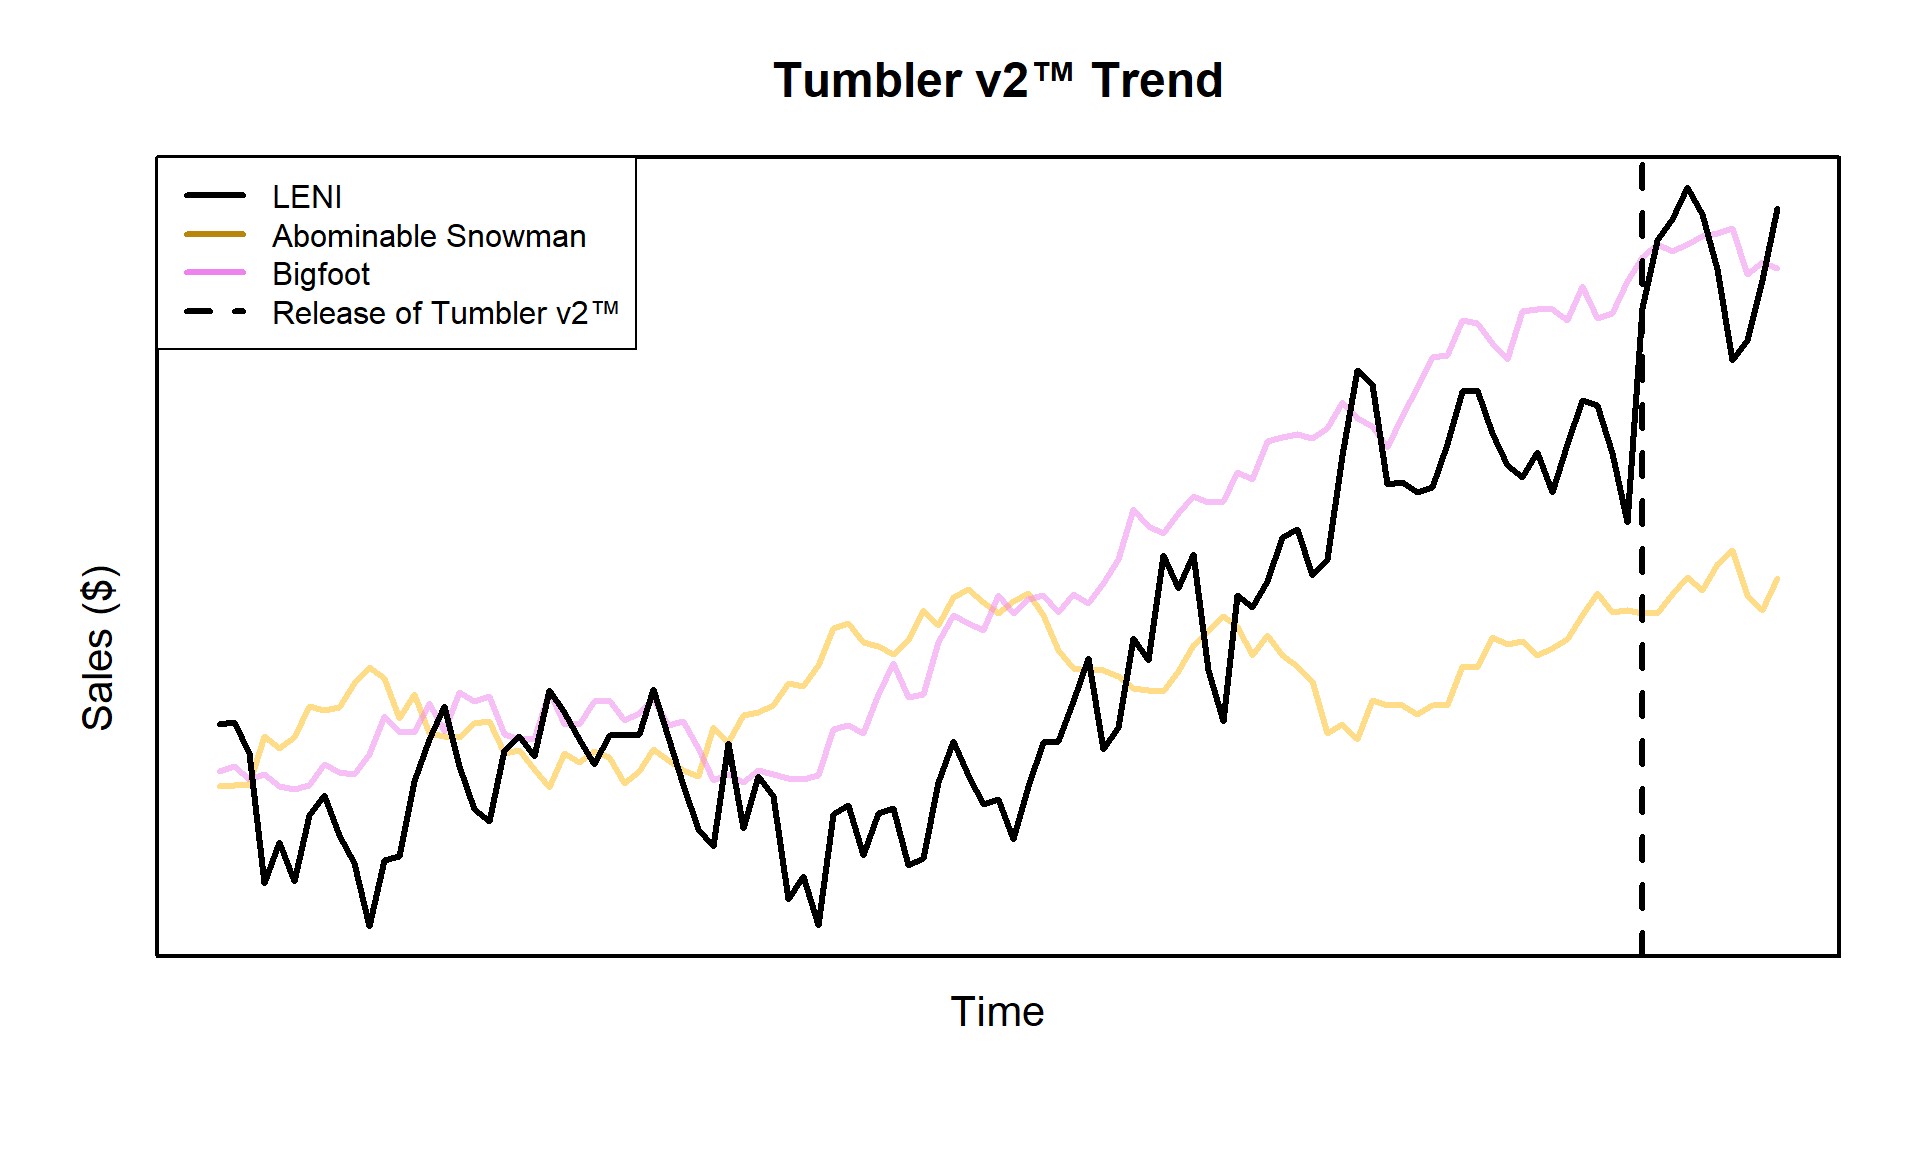 Tumbler v2™ Trend
LENI
Abominable Snowman
Bigfoot
Release of Tumbler v2™
Sales ($)
Time